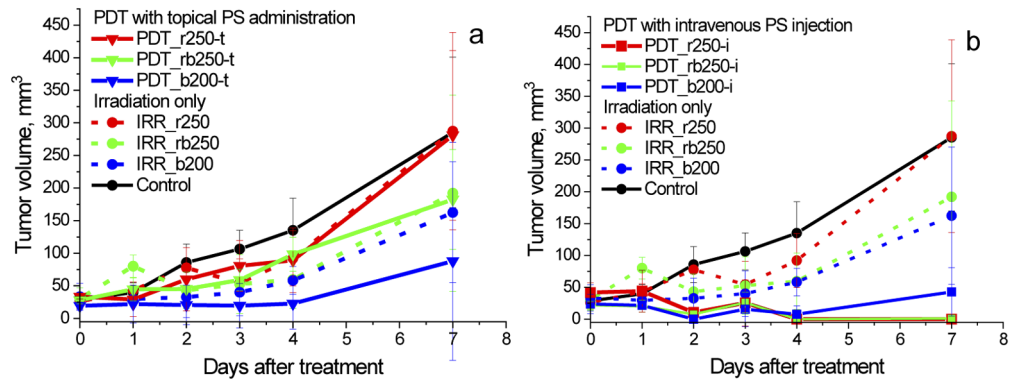 PDT with topical PS administration
PDT_r250-t
PDT_rb250-t
PDT_b200-t
Irradiation only
IRR_r250
IRR_rb250
IRR_b200
Control
a
Tumor volume, mm³
450
400
350
300
250
200
150
100
50
0
0 1 2 3 4 5 6 7 8
Days after treatment
PDT with intravenous PS injection
PDT_r250-i
PDT_rb250-i
PDT_b200-i
Irradiation only
IRR_r250
IRR_rb250
IRR_b200
Control
b
Tumor volume, mm³
450
400
350
300
250
200
150
100
50
0
0 1 2 3 4 5 6 7 8
Days after treatment